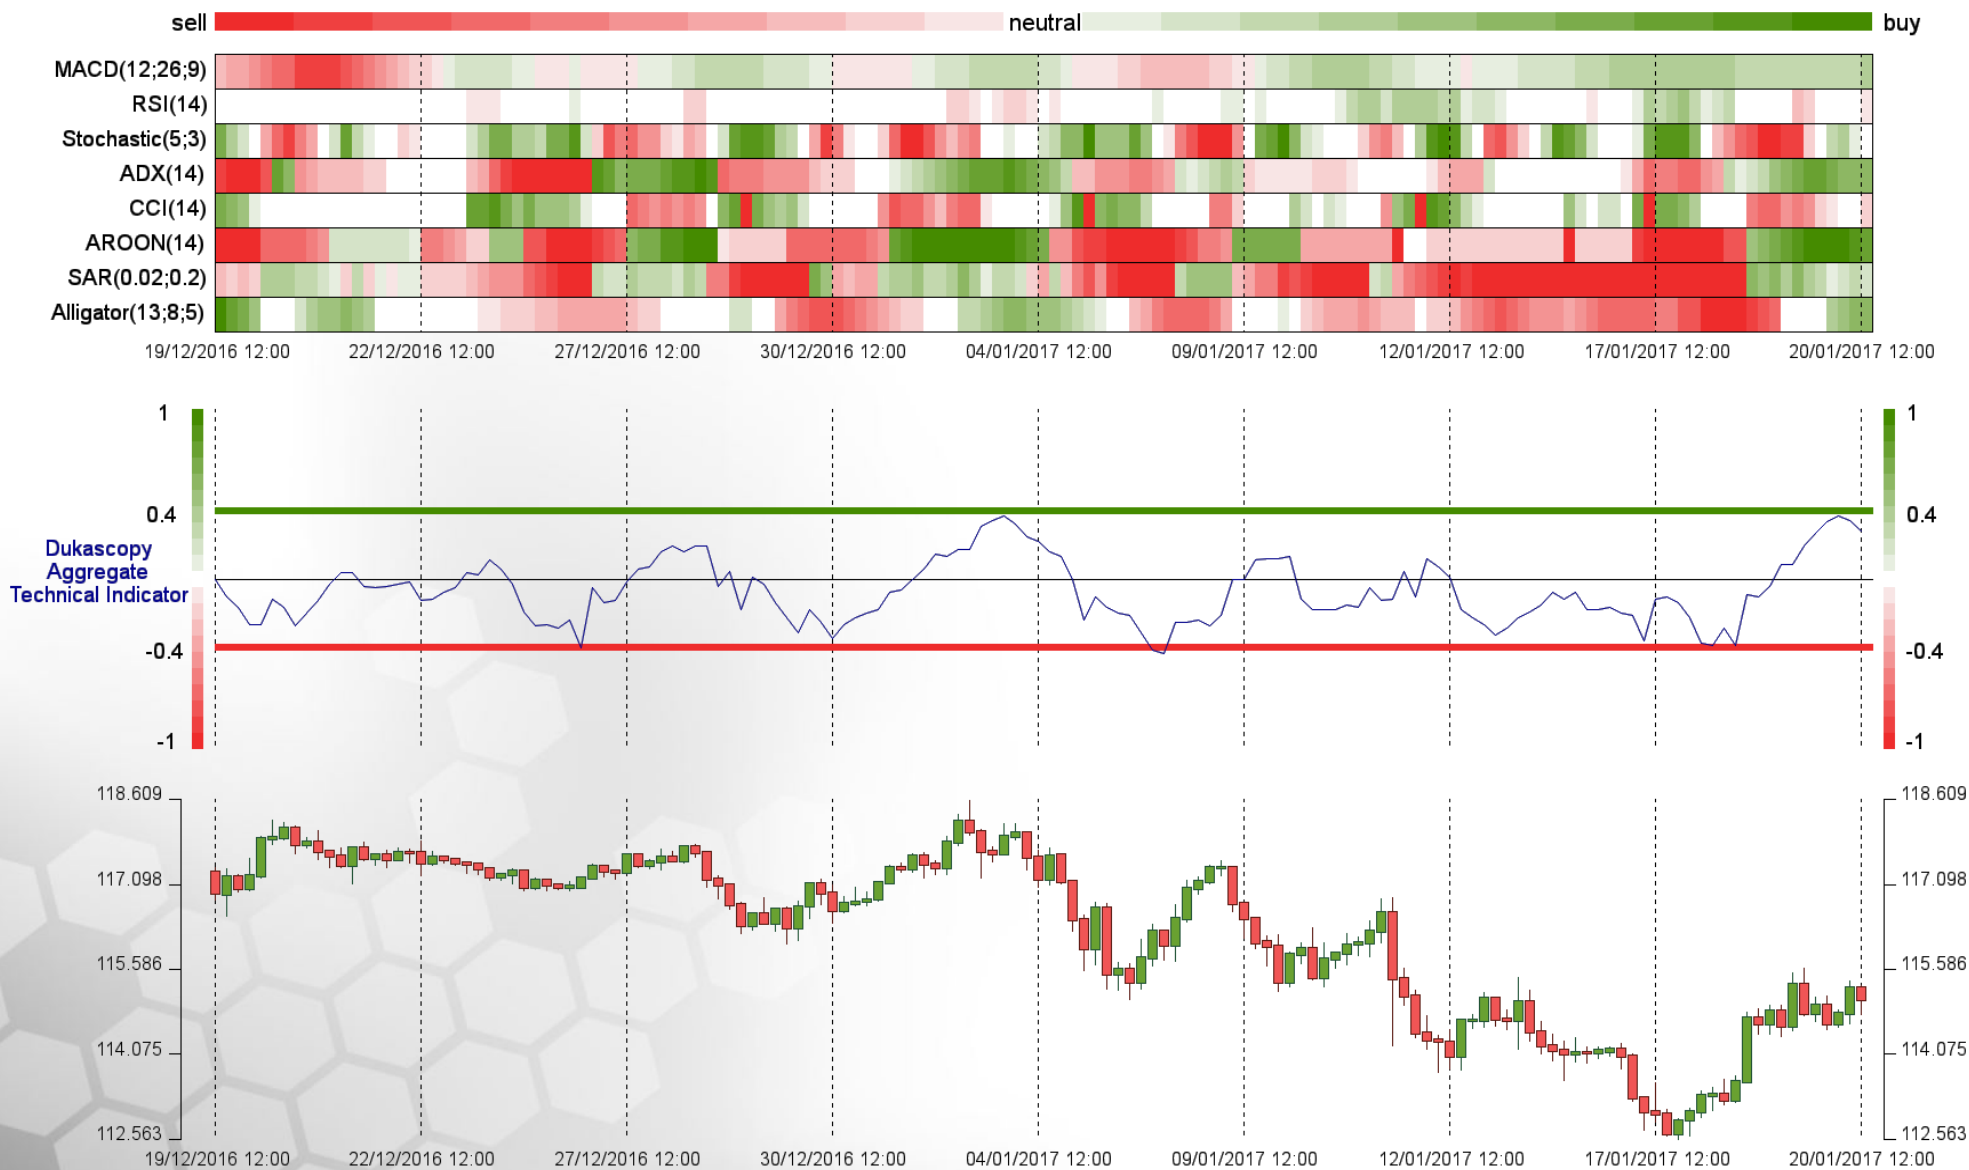 sell neutral buy
MACD(12;26;9)
RSI(14)
Stochastic(5;3)
ADX(14)
CCI(14)
AROON(14)
SAR(0.02;0.2)
Alligator(13;8;5)
19/12/2016 12:00 22/12/2016 12:00 27/12/2016 12:00 30/12/2016 12:00 04/01/2017 12:00 09/01/2017 12:00 12/01/2017 12:00 17/01/2017 12:00 20/01/2017 12:00
1 1
0.4 0.4
Dukascopy
Aggregate
Technical Indicator
-0.4 -0.4
-1 -1
118.609 118.609
117.098 117.098
115.586 115.586
114.075 114.075
112.563 112.563
19/12/2016 12:00 22/12/2016 12:00 27/12/2016 12:00 30/12/2016 12:00 04/01/2017 12:00 09/01/2017 12:00 12/01/2017 12:00 17/01/2017 12:00 20/01/2017 12:00